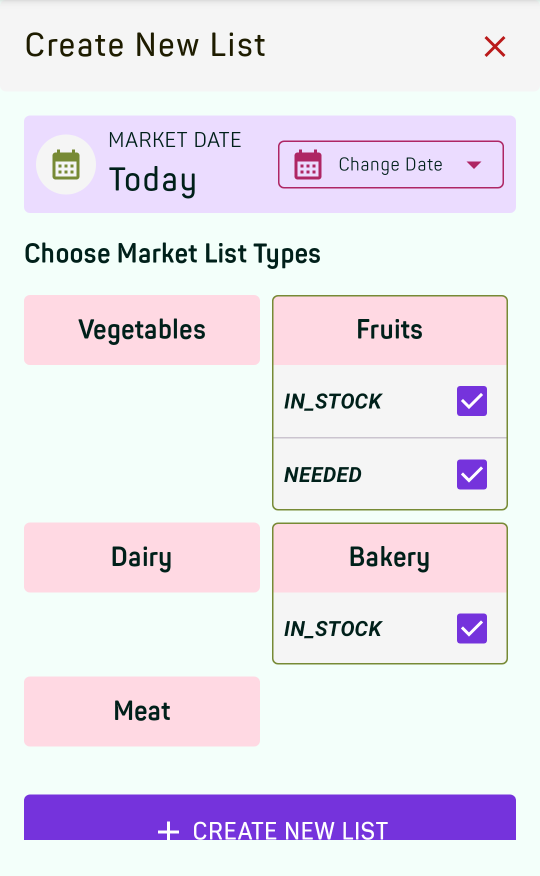 Create New List
MARKET DATE
Today
Change Date
Choose Market List Types
Vegetables
Fruits
IN_STOCK
NEEDED
Dairy
Bakery
IN_STOCK
Meat
CREATE NEW LIST